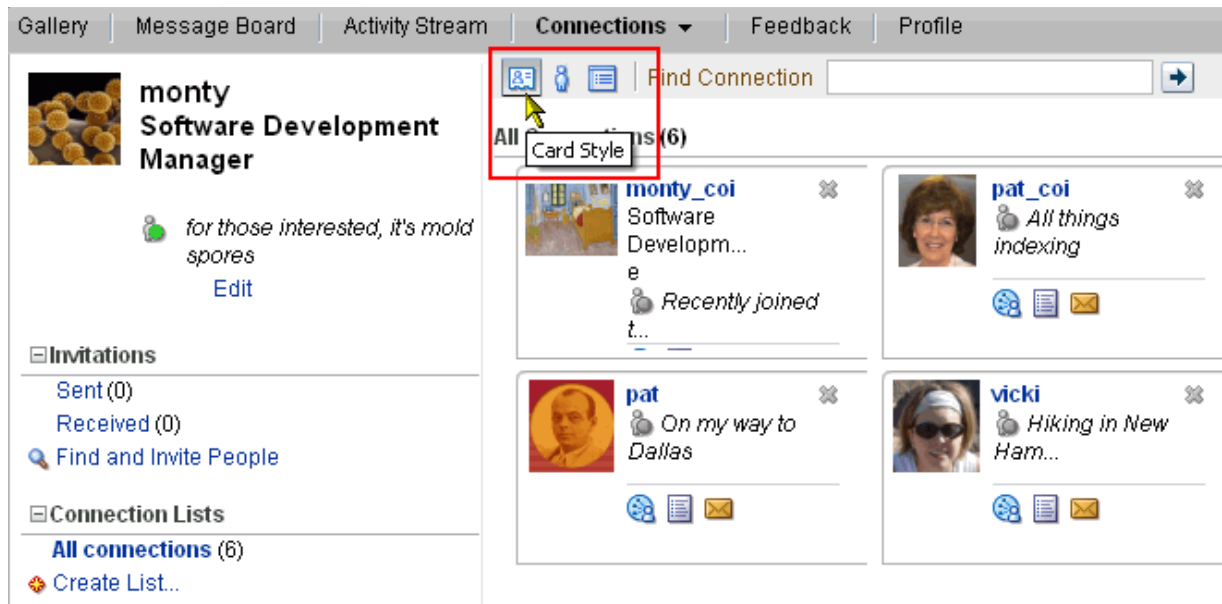 Gallery Message Board Activity Stream Connections Feedback Profile
monty
Software Development
Manager
for those interested, it's mold
spores
Edit
Invitations
Sent (0)
Received (0)
Find and Invite People
Connection Lists
All connections (6)
Create List...
Find Connection
All ns (6)
Card Style
monty_coi
Software
Developm...
e
Recently joined
t...
pat_coi
All things
indexing
pat
On my way to
Dallas
vicki
Hiking in New
Ham...